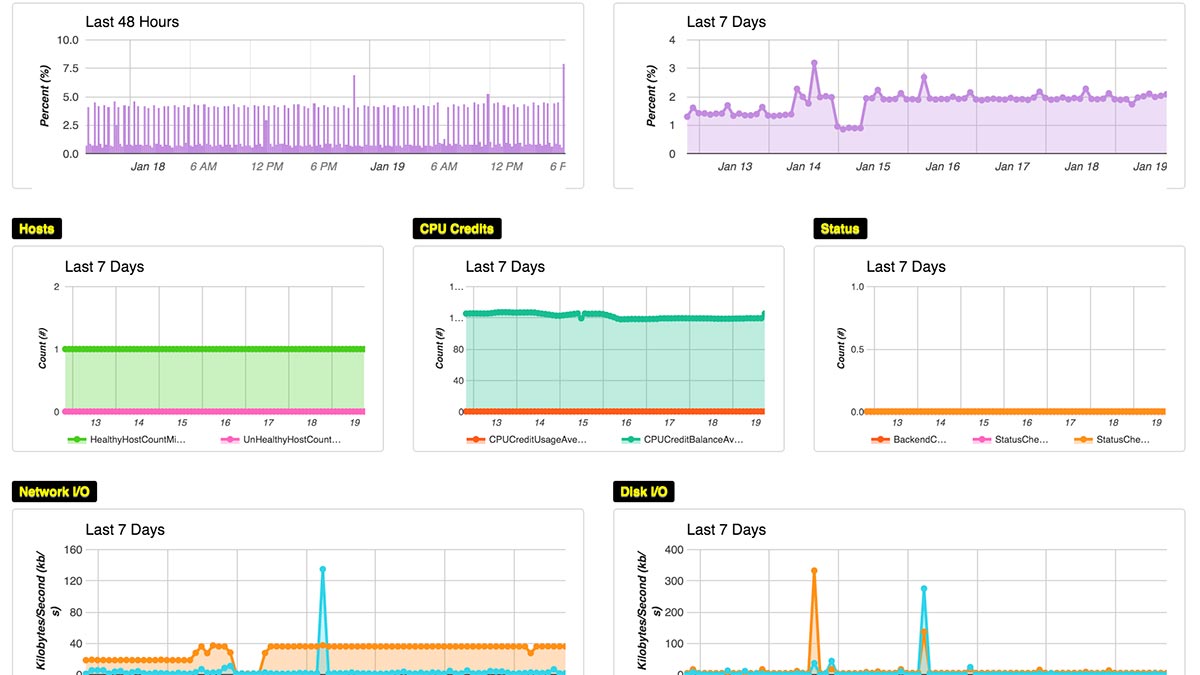 Last 48 Hours
Percent (%)
10.0
7.5
5.0
2.5
0.0
Jan 18 6 AM 12 PM 6 PM Jan 19 6 AM 12 PM
Last 7 Days
Percent (%)
4
3
2
1
0
Jan 13 Jan 14 Jan 15 Jan 16 Jan 17 Jan 18 Jan 19
Hosts
Last 7 Days
Count (#)
2
1
0
13 14 15 16 17 18 19
HealthyHostCountMi... UnHealthyHostCount...
CPU Credits
Last 7 Days
Count (#)
1...
1...
80
40
0
13 14 15 16 17 18 19
CPUCreditUsageAve... CPUCreditBalanceAv...
Status
Last 7 Days
Count (#)
1.0
0.5
0.0
13 14 15 16 17 18 19
BackendC... StatusChe... StatusChe...
Network I/O
Last 7 Days
Kilobytes/Second (kb/
s)
160
120
80
40
0
Disk I/O
Last 7 Days
Kilobytes/Second (kb/
s)
400
300
200
100
0